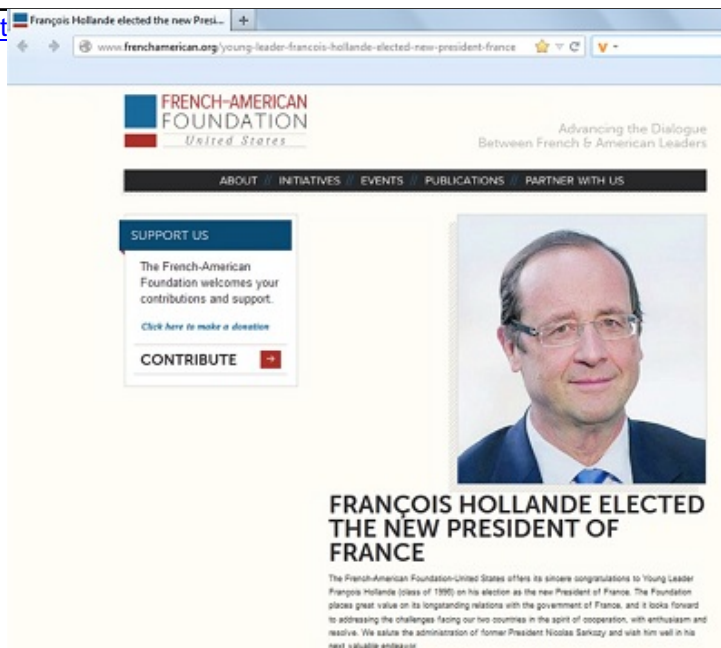 t
François Hollande elected the new Presi...
www.frenchamerican.org/young-leader-francois-hollande-elected-new-president-france
FRENCH-AMERICAN
FOUNDATION
United States
Advancing the Dialogue
Between French & American Leaders
ABOUT // INITIATIVES // EVENTS // PUBLICATIONS // PARTNER WITH US
SUPPORT US
The French-American
Foundation welcomes your
contributions and support.
Click here to make a donation
CONTRIBUTE
FRANÇOIS HOLLANDE ELECTED
THE NEW PRESIDENT OF
FRANCE
The French-American Foundation-United States offers its sincere congratulations to Young Leader
François Hollande (class of 1996) on his election as the new President of France. The Foundation
places great value on its longstanding relations with the government of France, and it looks forward
to addressing the challenges facing our two countries in the spirit of cooperation, with enthusiasm and
resolve. We salute the administration of former President Nicolas Sarkozy and wish him well in his
next valuable endeavor